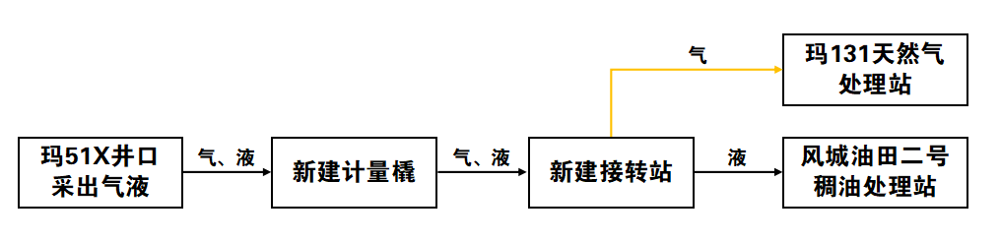 气
玛131天然气
处理站
玛51X井口
采出气液
气、液
新建计量橇
气、液
新建接转站
液
风城油田二号
稠油处理站